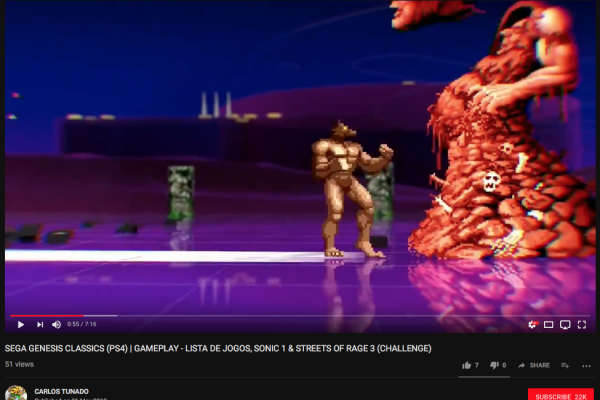 0:55 / 7:16
SEGA GENESIS CLASSICS (PS4) | GAMEPLAY - LISTA DE JOGOS, SONIC 1 & STREETS OF RAGE 3 (CHALLENGE)
51 views
7
0
SHARE
CARLOS TUNADO
SUBSCRIBE 22K